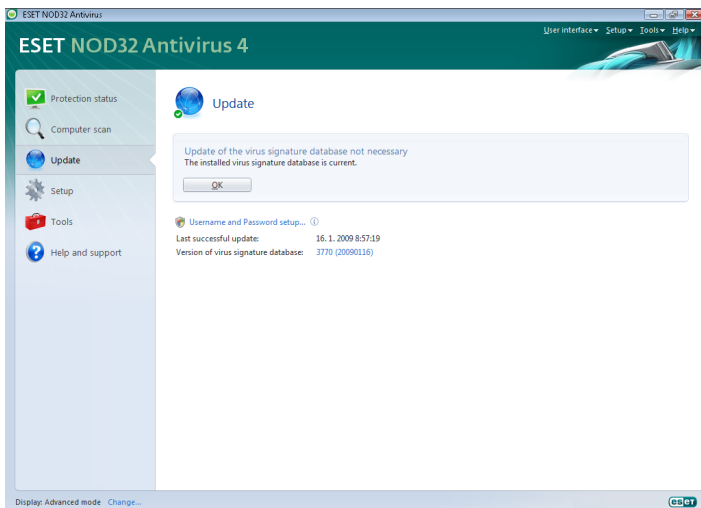 ESET NOD32 Antivirus
User interface Setup Tools Help
ESET NOD32 Antivirus 4
Protection status
Computer scan
Update
Setup
Tools
Help and support
Update
Update of the virus signature database not necessary
The installed virus signature database is current.
OK
Username and Password setup...
Last successful update: 16. 1. 2009 8:57:19
Version of virus signature database: 3770 (20090116)
Display: Advanced mode Change...
eseT